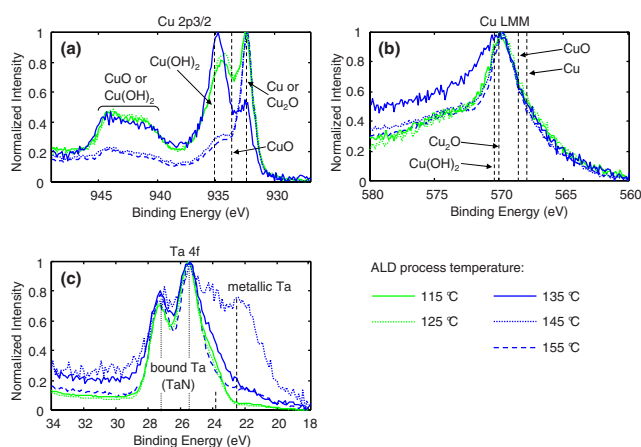 Cu 2p3/2
(a)
CuO or
Cu(OH)2
Cu(OH)2
Cu or
Cu2O
CuO
Normalized Intensity
1
0.8
0.6
0.4
0.2
0
945 940 935 930
Binding Energy (eV)
Cu LMM
(b)
CuO
Cu
Cu2O
Cu(OH)2
Normalized Intensity
1
0.8
0.6
0.4
0.2
0
580 575 570 565 560
Binding Energy (eV)
Ta 4f
(c)
metallic Ta
bound Ta
(TaN)
Normalized Intensity
1
0.8
0.6
0.4
0.2
0
34 32 30 28 26 24 22 20 18
Binding Energy (eV)
ALD process temperature:
115 °C
125 °C
135 °C
145 °C
155 °C